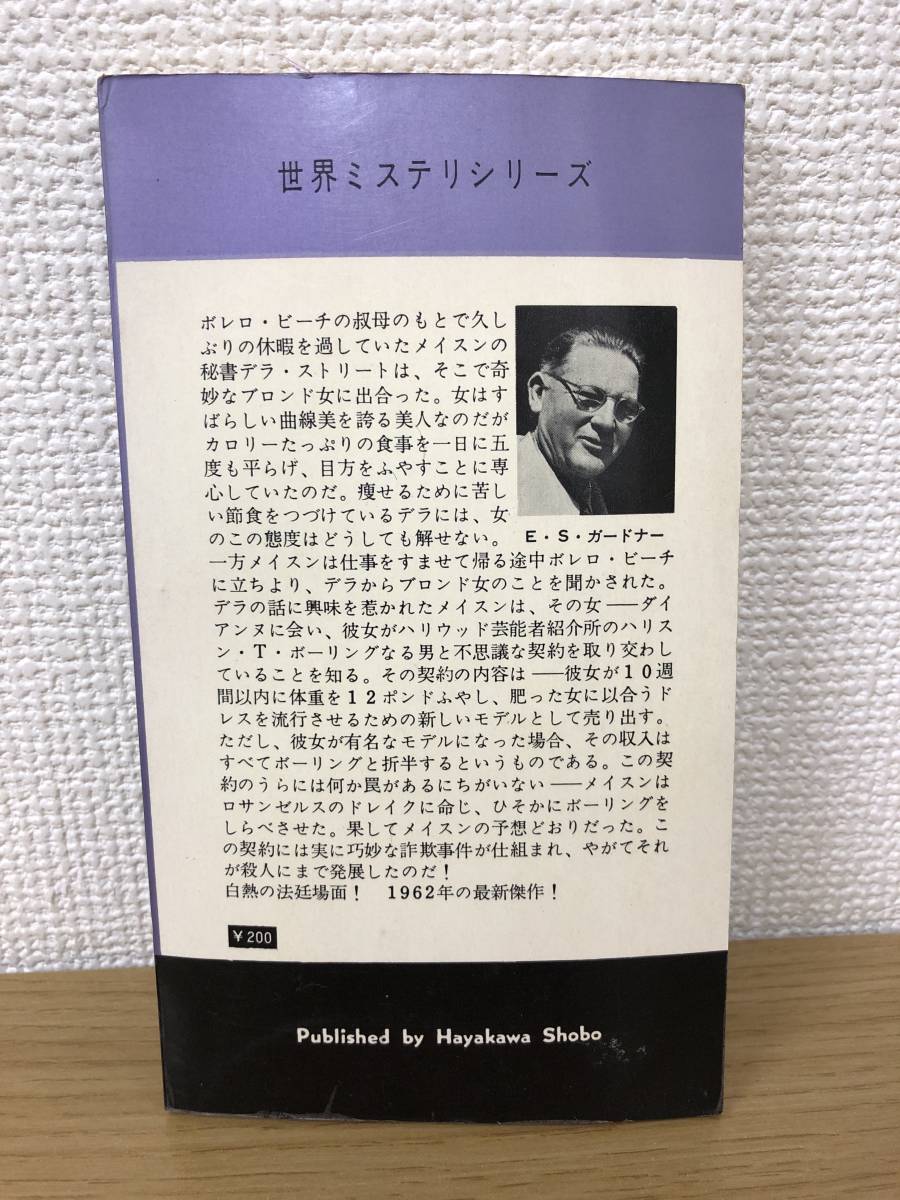 世界ミステリシリーズ
ボレロ・ビーチの叔母のもとで久し
ぶりの休暇を過していたメイスンの
秘書デラ・ストリートは、そこで奇
妙なブロンド女に出合った。女はす
ばらしい曲線美を誇る美人なのだが
カロリーたっぷりの食事を一日に五
度も平らげ、目方をふやすことに専
心していたのだ。痩せるために苦し
い節食をつづけているデラには、女
のこの態度はどうしても解せない。
E・S・ガードナー
一方メイスンは仕事をすませて帰る途中ボレロ・ビーチ
に立ちより、デラからブロンド女のことを聞かされた。
デラの話に興味を惹かれたメイスンは、その女――ダイ
アンヌに会い、彼女がハリウッド芸能者紹介所のハリス
ン・T・ボーリングなる男と不思議な契約を取り交わし
ていることを知る。その契約の内容は――彼女が10週
間以内に体重を12ポンドふやし、肥った女に以合うド
レスを流行させるための新しいモデルとして売り出す。
ただし、彼女が有名なモデルになった場合、その収入は
すべてボーリングと折半するというものである。この契
約のうらには何か罠があるにちがいない――メイスンは
ロサンゼルスのドレイクに命じ、ひそかにボーリングを
しらべさせた。果してメイスンの予想どおりだった。こ
の契約には実に巧妙な詐欺事件が仕組まれ、やがてそれ
が殺人にまで発展したのだ！
白熱の法廷場面！　1962年の最新傑作！
¥200
Published by Hayakawa Shobo